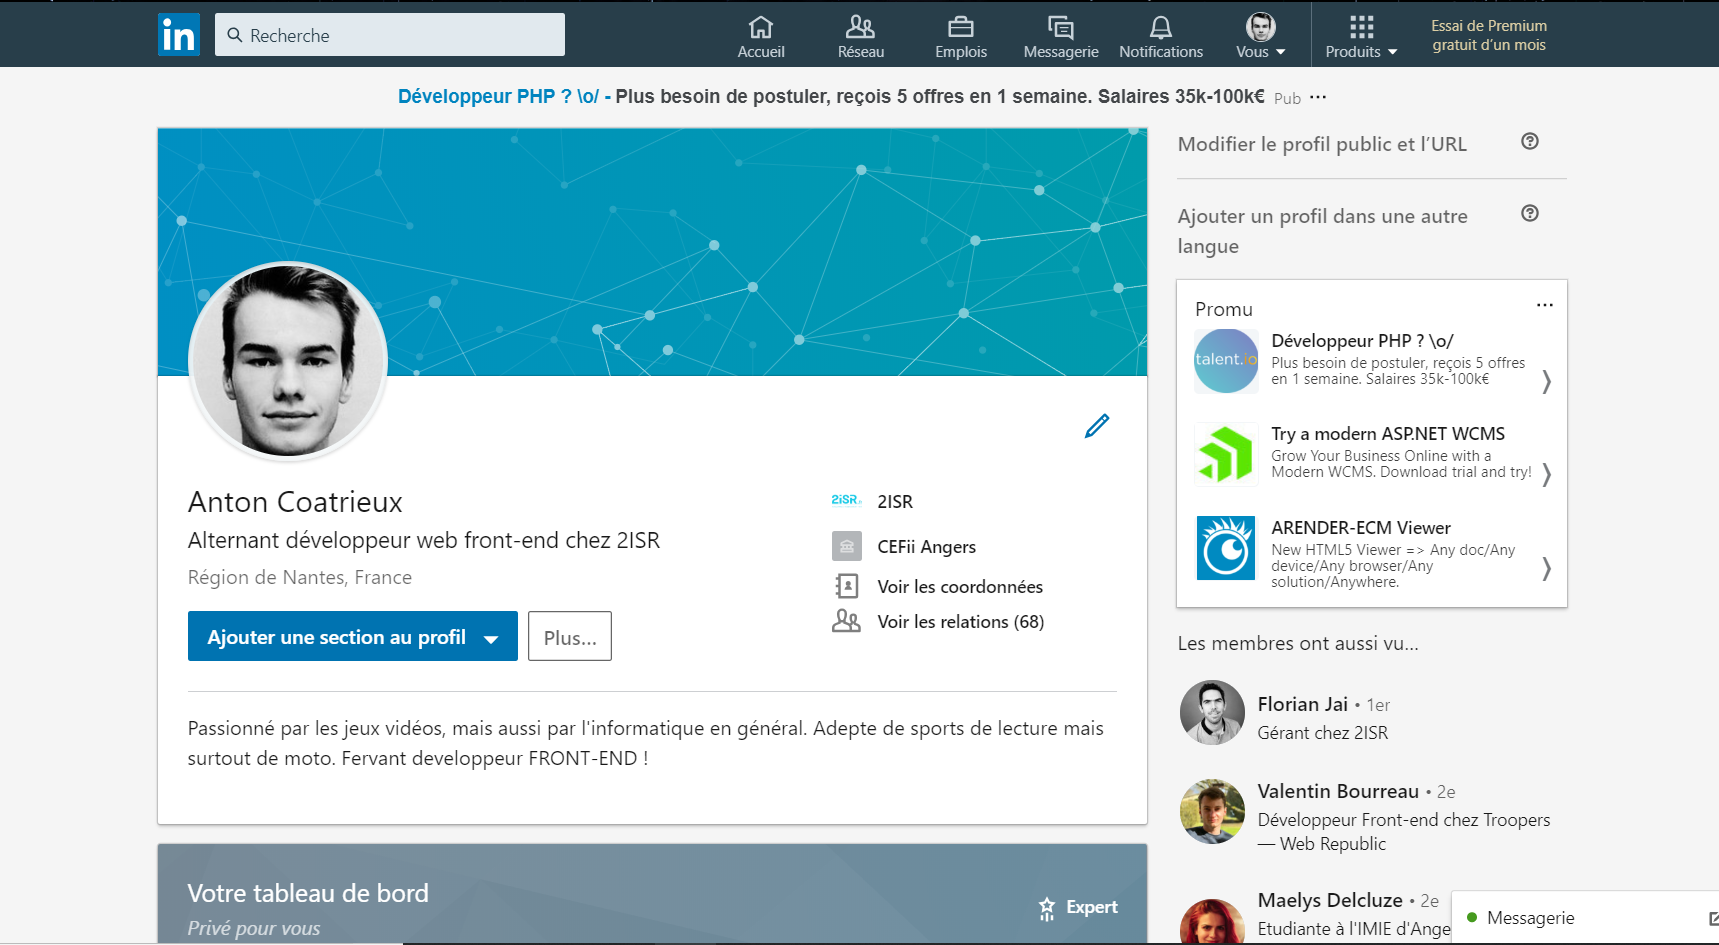 in
Recherche
Accueil
Réseau
Emplois
Messagerie
Notifications
Vous
Produits
Essai de Premium
gratuit d'un mois
Développeur PHP ? \o/ - Plus besoin de postuler, reçois 5 offres en 1 semaine. Salaires 35k-100k€ Pub ...
Anton Coatrieux
Alternant développeur web front-end chez 2ISR
Région de Nantes, France
Ajouter une section au profil
Plus...
2iSR
2ISR
CEFii Angers
Voir les coordonnées
Voir les relations (68)
Passionné par les jeux vidéos, mais aussi par l'informatique en général. Adepte de sports de lecture mais
surtout de moto. Fervant developpeur FRONT-END !
Votre tableau de bord
Privé pour vous
Expert
Modifier le profil public et l'URL
Ajouter un profil dans une autre
langue
Promu
talent.io
Développeur PHP ? \o/
Plus besoin de postuler, reçois 5 offres
en 1 semaine. Salaires 35k-100k€
Try a modern ASP.NET WCMS
Grow Your Business Online with a
Modern WCMS. Download trial and try!
ARENDER-ECM Viewer
New HTML5 Viewer => Any doc/Any
device/Any browser/Any
solution/Anywhere.
Les membres ont aussi vu...
Florian Jai • 1er
Gérant chez 2ISR
Valentin Bourreau • 2e
Développeur Front-end chez Troopers
— Web Republic
Maelys Delcluze • 2e
Etudiante à l'IMIE d'Ange
Messagerie